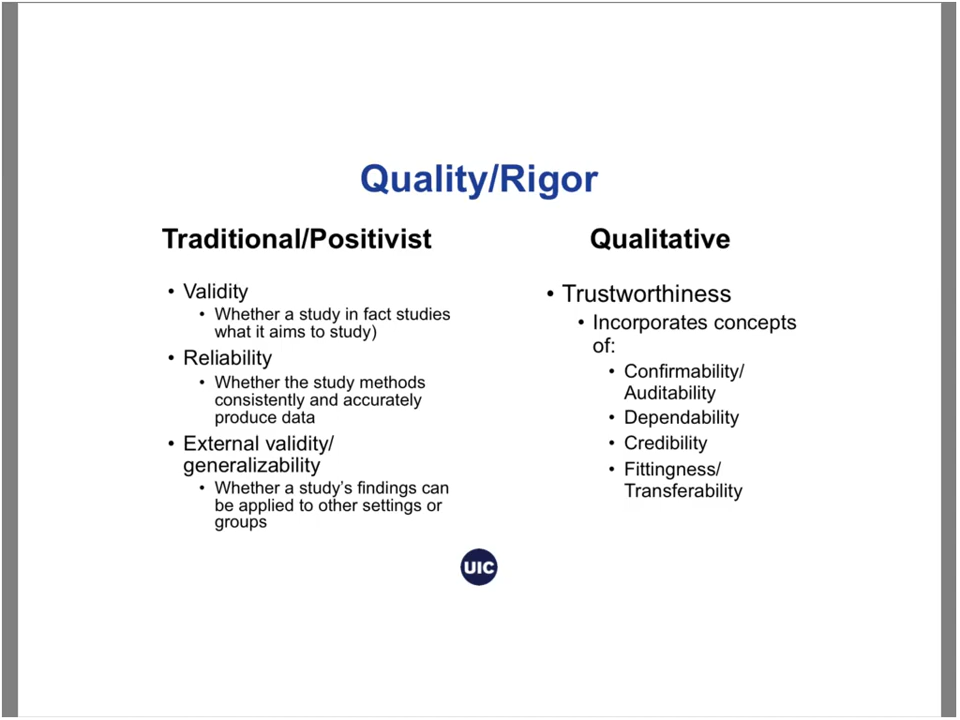 Quality/Rigor
Traditional/Positivist
• Validity
• Whether a study in fact studies
what it aims to study)
• Reliability
• Whether the study methods
consistently and accurately
produce data
• External validity/
generalizability
• Whether a study's findings can
be applied to other settings or
groups
Qualitative
• Trustworthiness
• Incorporates concepts
of:
• Confirmability/
Auditability
• Dependability
• Credibility
• Fittingness/
Transferability
UIC